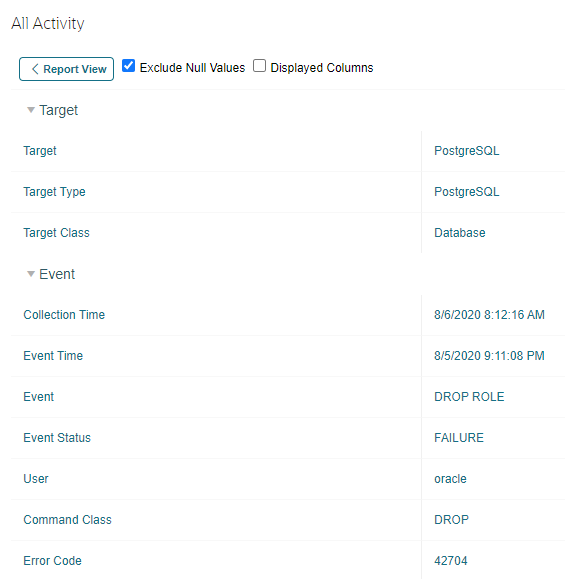 All Activity
Report View Exclude Null Values Displayed Columns
Target
Target PostgreSQL
Target Type PostgreSQL
Target Class Database
Event
Collection Time 8/6/2020 8:12:16 AM
Event Time 8/5/2020 9:11:08 PM
Event DROP ROLE
Event Status FAILURE
User oracle
Command Class DROP
Error Code 42704